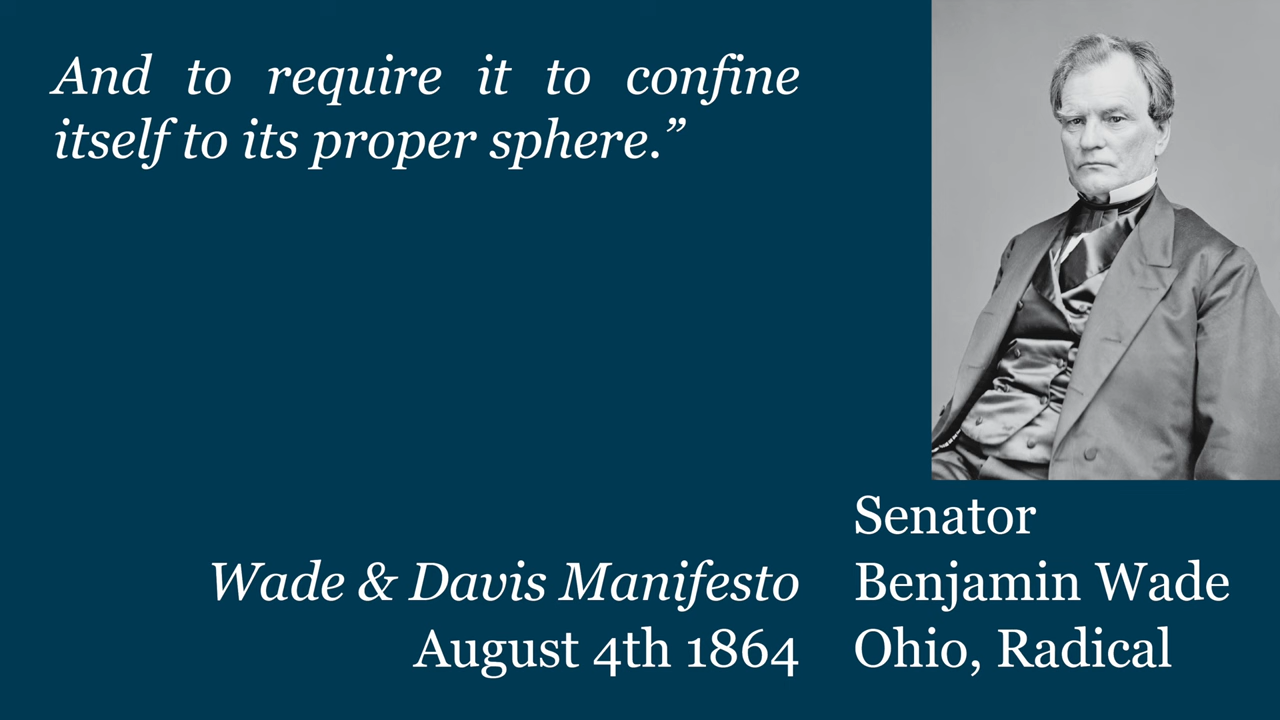 And to require it to confine
itself to its proper sphere.”
Wade & Davis Manifesto
August 4th 1864
Senator
Benjamin Wade
Ohio, Radical